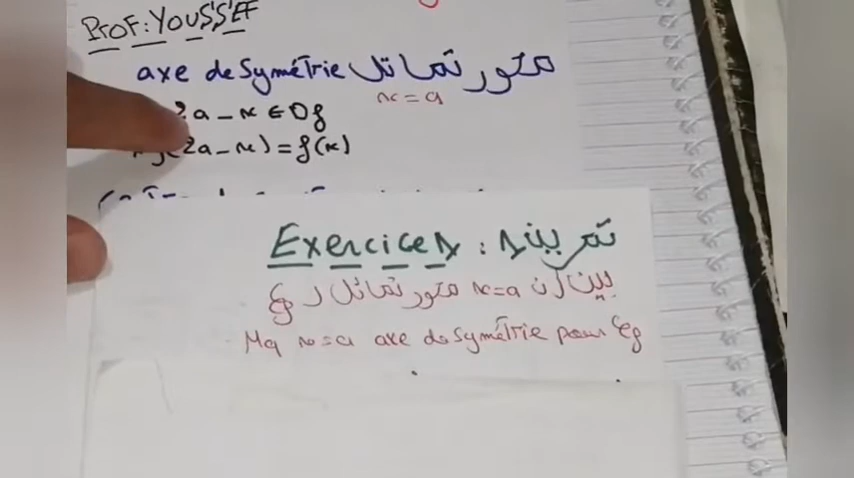 Prof: YOUSSEF
axe de Symétrie محور تماثل
x = a
2a - x ∈ Df
f(2a - x) = f(x)
Exercice 1 : تمرين 1
بين أن x=a محور تماثل ل Cf
Mq x=a axe de symétrie pour Cf